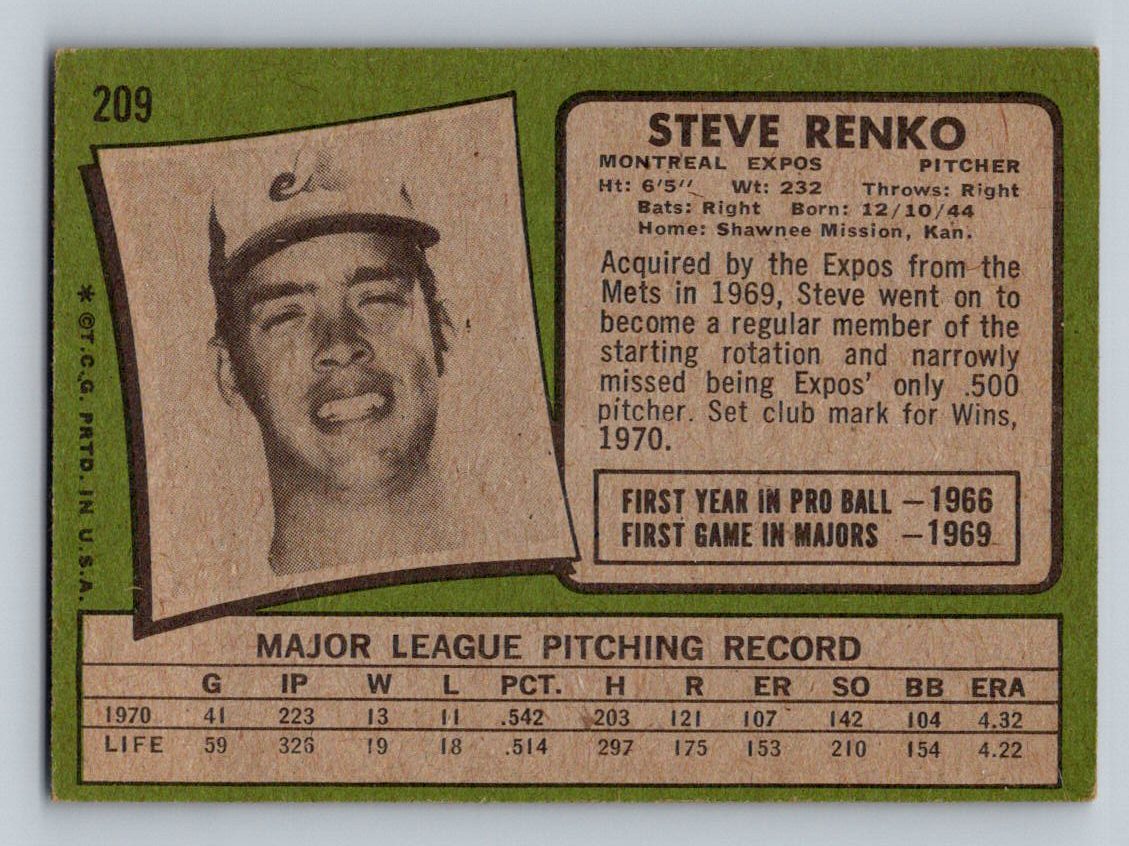 209
e
STEVE RENKO
MONTREAL EXPOS PITCHER
Ht: 6'5" Wt: 232 Throws: Right
Bats: Right Born: 12/10/44
Home: Shawnee Mission, Kan.
Acquired by the Expos from the
Mets in 1969, Steve went on to
become a regular member of the
starting rotation and narrowly
missed being Expos' only .500
pitcher. Set club mark for Wins,
1970.
FIRST YEAR IN PRO BALL — 1966
FIRST GAME IN MAJORS — 1969
* ©T.C.G. PRTD. IN U.S.A.
MAJOR LEAGUE PITCHING RECORD
G IP W L PCT. H R ER SO BB ERA
1970 41 223 13 11 .542 203 121 107 142 104 4.32
LIFE 59 326 19 18 .514 297 175 153 210 154 4.22